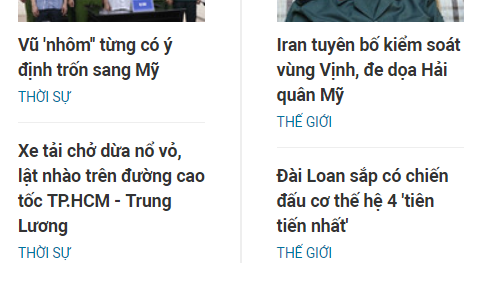 Vũ 'nhôm" từng có ý
định trốn sang Mỹ
THỜI SỰ
Xe tải chở dừa nổ vỏ,
lật nhào trên đường cao
tốc TP.HCM - Trung
Lương
THỜI SỰ
Iran tuyên bố kiểm soát
vùng Vịnh, đe dọa Hải
quân Mỹ
THẾ GIỚI
Đài Loan sắp có chiến
đấu cơ thế hệ 4 'tiên
tiến nhất'
THẾ GIỚI